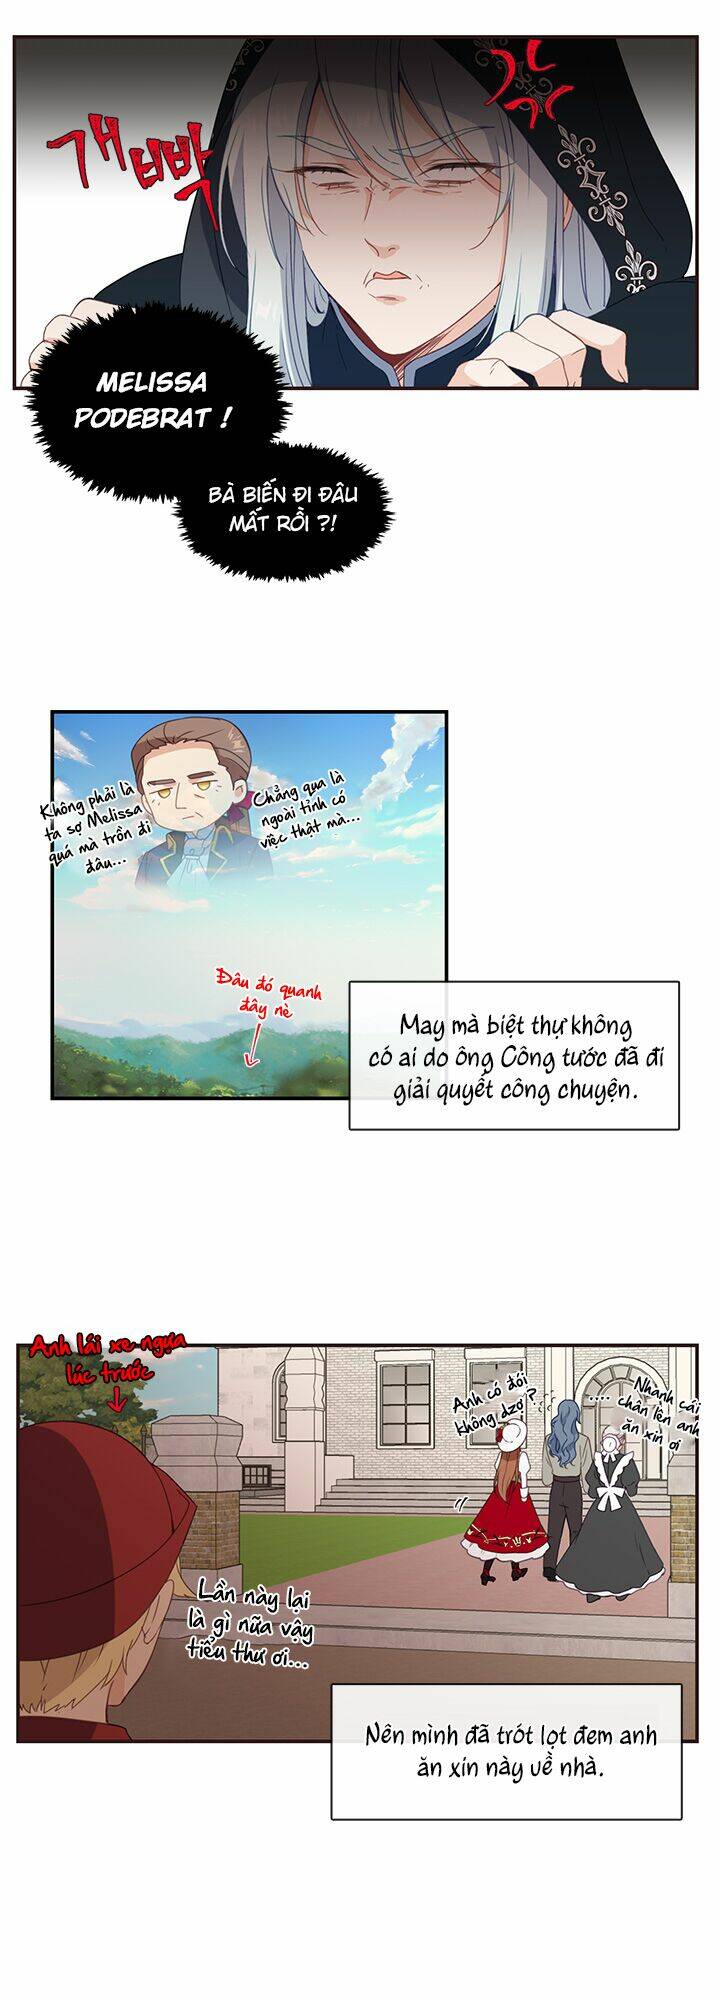 개빡
MELISSA
PODEBRAT !
BÀ BIẾN ĐI ĐÂU
MẤT RỒI ?!
Không phải là
ta sợ Melissa
quá mà trốn đi
đâu...
Chẳng qua là
ngoài tỉnh có
việc thật mà...
Đâu đó quanh
đây nè
May mà biệt thự không
có ai do ông Công tước đã đi
giải quyết công chuyện.
Anh lái xe ngựa
lúc trước
Anh có đói
không dzợ ?
....
Nhanh cái
chân lên anh
ăn xin ơi
Lần này lại
là gì nữa vậy
tiểu thư ơi...
Nên mình đã trót lọt đem anh
ăn xin này về nhà.